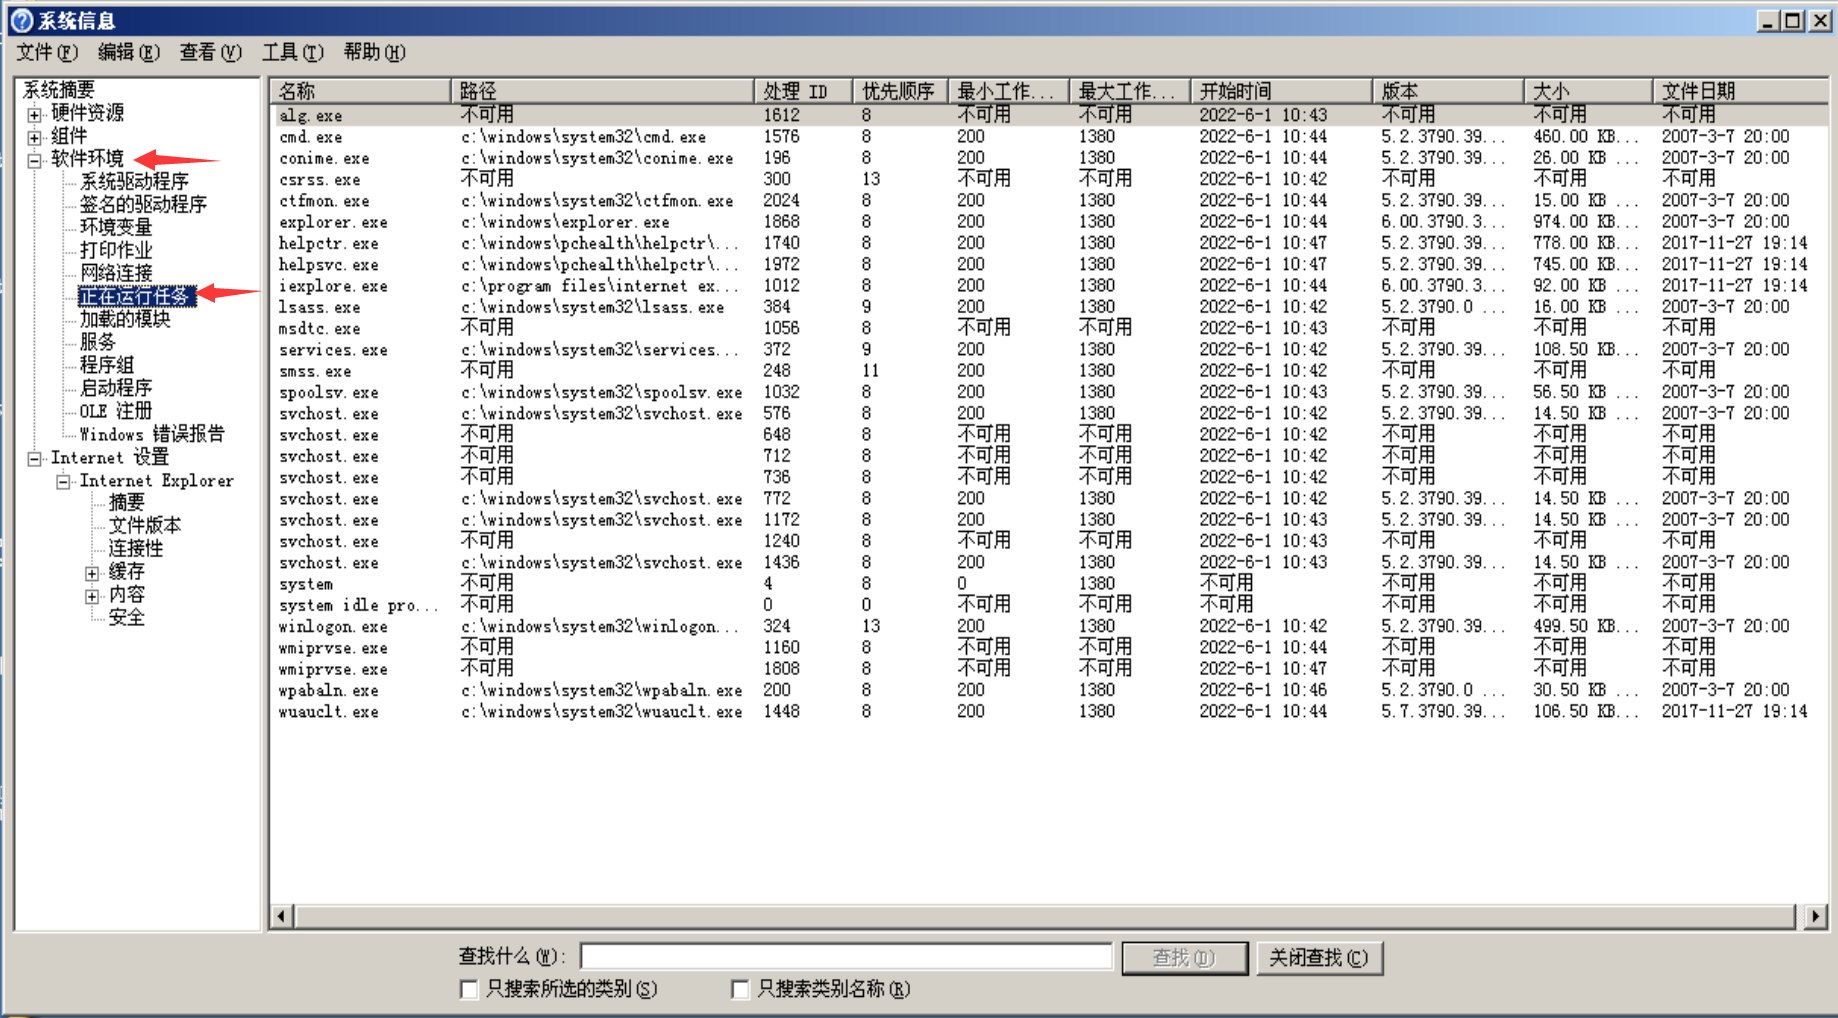 系统信息
文件(F) 编辑(E) 查看(V) 工具(T) 帮助(H)
系统摘要
硬件资源
组件
软件环境
系统驱动程序
签名的驱动程序
环境变量
打印作业
网络连接
正在运行任务
加载的模块
服务
程序组
启动程序
OLE 注册
Windows 错误报告
Internet 设置
Internet Explorer
摘要
文件版本
连接性
缓存
内容
安全
名称 路径 处理 ID 优先顺序 最小工作... 最大工作... 开始时间 版本 大小 文件日期
alg.exe 不可用 1612 8 不可用 不可用 2022-6-1 10:43 不可用 不可用 不可用
cmd.exe c:\windows\system32\cmd.exe 1576 8 200 1380 2022-6-1 10:44 5.2.3790.39... 460.00 KB... 2007-3-7 20:00
conime.exe c:\windows\system32\conime.exe 196 8 200 1380 2022-6-1 10:44 5.2.3790.39... 26.00 KB ... 2007-3-7 20:00
csrss.exe 不可用 300 13 不可用 不可用 2022-6-1 10:42 不可用 不可用 不可用
ctfmon.exe c:\windows\system32\ctfmon.exe 2024 8 200 1380 2022-6-1 10:44 5.2.3790.39... 15.00 KB ... 2007-3-7 20:00
explorer.exe c:\windows\explorer.exe 1868 8 200 1380 2022-6-1 10:44 6.00.3790.3... 974.00 KB... 2007-3-7 20:00
helpctr.exe c:\windows\pchealth\helpctr\... 1740 8 200 1380 2022-6-1 10:47 5.2.3790.39... 778.00 KB... 2017-11-27 19:14
helpsvc.exe c:\windows\pchealth\helpctr\... 1972 8 200 1380 2022-6-1 10:47 5.2.3790.39... 745.00 KB... 2017-11-27 19:14
iexplore.exe c:\program files\internet ex... 1012 8 200 1380 2022-6-1 10:44 6.00.3790.3... 92.00 KB ... 2017-11-27 19:14
lsass.exe c:\windows\system32\lsass.exe 384 9 200 1380 2022-6-1 10:42 5.2.3790.0 ... 16.00 KB ... 2007-3-7 20:00
msdtc.exe 不可用 1056 8 不可用 不可用 2022-6-1 10:43 不可用 不可用 不可用
services.exe c:\windows\system32\services... 372 9 200 1380 2022-6-1 10:42 5.2.3790.39... 108.50 KB... 2007-3-7 20:00
smss.exe 不可用 248 11 200 1380 2022-6-1 10:42 不可用 不可用 不可用
spoolsv.exe c:\windows\system32\spoolsv.exe 1032 8 200 1380 2022-6-1 10:43 5.2.3790.39... 56.50 KB ... 2007-3-7 20:00
svchost.exe c:\windows\system32\svchost.exe 576 8 200 1380 2022-6-1 10:42 5.2.3790.39... 14.50 KB ... 2007-3-7 20:00
svchost.exe 不可用 648 8 不可用 不可用 2022-6-1 10:42 不可用 不可用 不可用
svchost.exe 不可用 712 8 不可用 不可用 2022-6-1 10:42 不可用 不可用 不可用
svchost.exe 不可用 736 8 不可用 不可用 2022-6-1 10:42 不可用 不可用 不可用
svchost.exe c:\windows\system32\svchost.exe 772 8 200 1380 2022-6-1 10:42 5.2.3790.39... 14.50 KB ... 2007-3-7 20:00
svchost.exe c:\windows\system32\svchost.exe 1172 8 200 1380 2022-6-1 10:43 5.2.3790.39... 14.50 KB ... 2007-3-7 20:00
svchost.exe 不可用 1240 8 不可用 不可用 2022-6-1 10:43 不可用 不可用 不可用
svchost.exe c:\windows\system32\svchost.exe 1436 8 200 1380 2022-6-1 10:43 5.2.3790.39... 14.50 KB ... 2007-3-7 20:00
system 不可用 4 8 0 1380 不可用 不可用 不可用 不可用
system idle pro... 不可用 0 0 不可用 不可用 不可用 不可用 不可用 不可用
winlogon.exe c:\windows\system32\winlogon... 324 13 200 1380 2022-6-1 10:42 5.2.3790.39... 499.50 KB... 2007-3-7 20:00
wmiprvse.exe 不可用 1160 8 不可用 不可用 2022-6-1 10:44 不可用 不可用 不可用
wmiprvse.exe 不可用 1808 8 不可用 不可用 2022-6-1 10:47 不可用 不可用 不可用
wpabaln.exe c:\windows\system32\wpabaln.exe 200 8 200 1380 2022-6-1 10:46 5.2.3790.0 ... 30.50 KB ... 2007-3-7 20:00
wuauclt.exe c:\windows\system32\wuauclt.exe 1448 8 200 1380 2022-6-1 10:44 5.7.3790.39... 106.50 KB... 2017-11-27 19:14
查找什么(W): 查找(D) 关闭查找(C)
只搜索所选的类别(S) 只搜索类别名称(R)